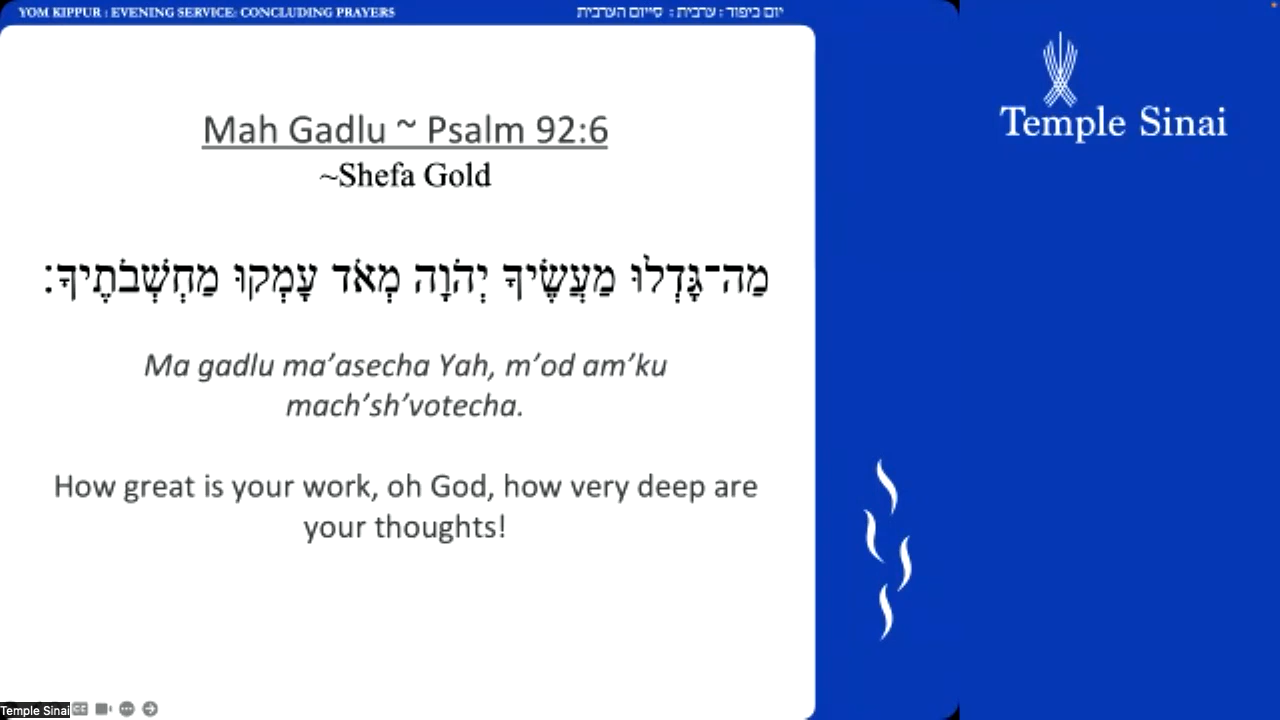 YOM KIPPUR : EVENING SERVICE: CONCLUDING PRAYERS
יום כיפור : ערבית : סייום הערבית
Temple Sinai
Mah Gadlu ~ Psalm 92:6
~Shefa Gold
מַה־גָּדְלוּ מַעֲשֶׂיךָ יְהֹוָה מְאֹד עָמְקוּ מַחְשְׁבֹתֶיךָ׃
Ma gadlu ma’asecha Yah, m’od am’ku
mach’sh’votecha.
How great is your work, oh God, how very deep are
your thoughts!
Temple Sinai
CC